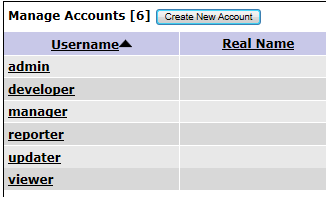 Manage Accounts [6] Create New Account
Username Real Name
admin
developer
manager
reporter
updater
viewer